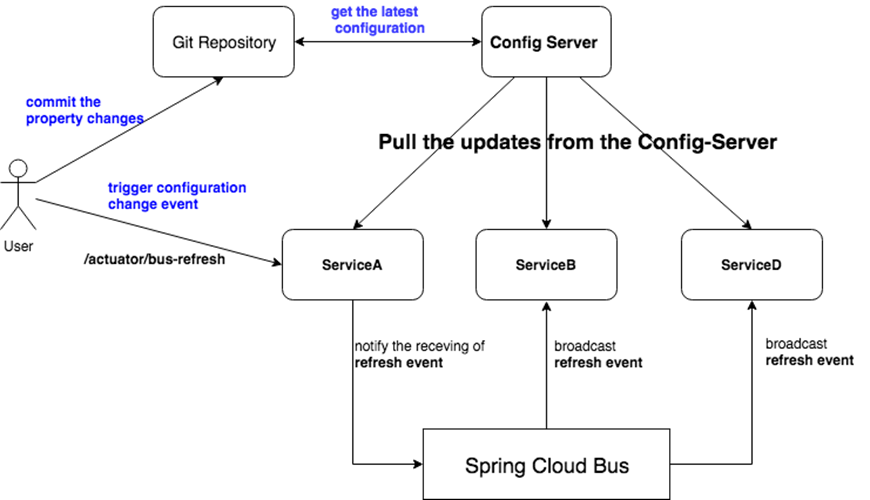 get the latest
configuration
Git Repository
Config Server
commit the
property changes
Pull the updates from the Config-Server
trigger configuration
change event
User
/actuator/bus-refresh
ServiceA
ServiceB
ServiceD
notify the receving of
refresh event
broadcast
refresh event
broadcast
refresh event
Spring Cloud Bus